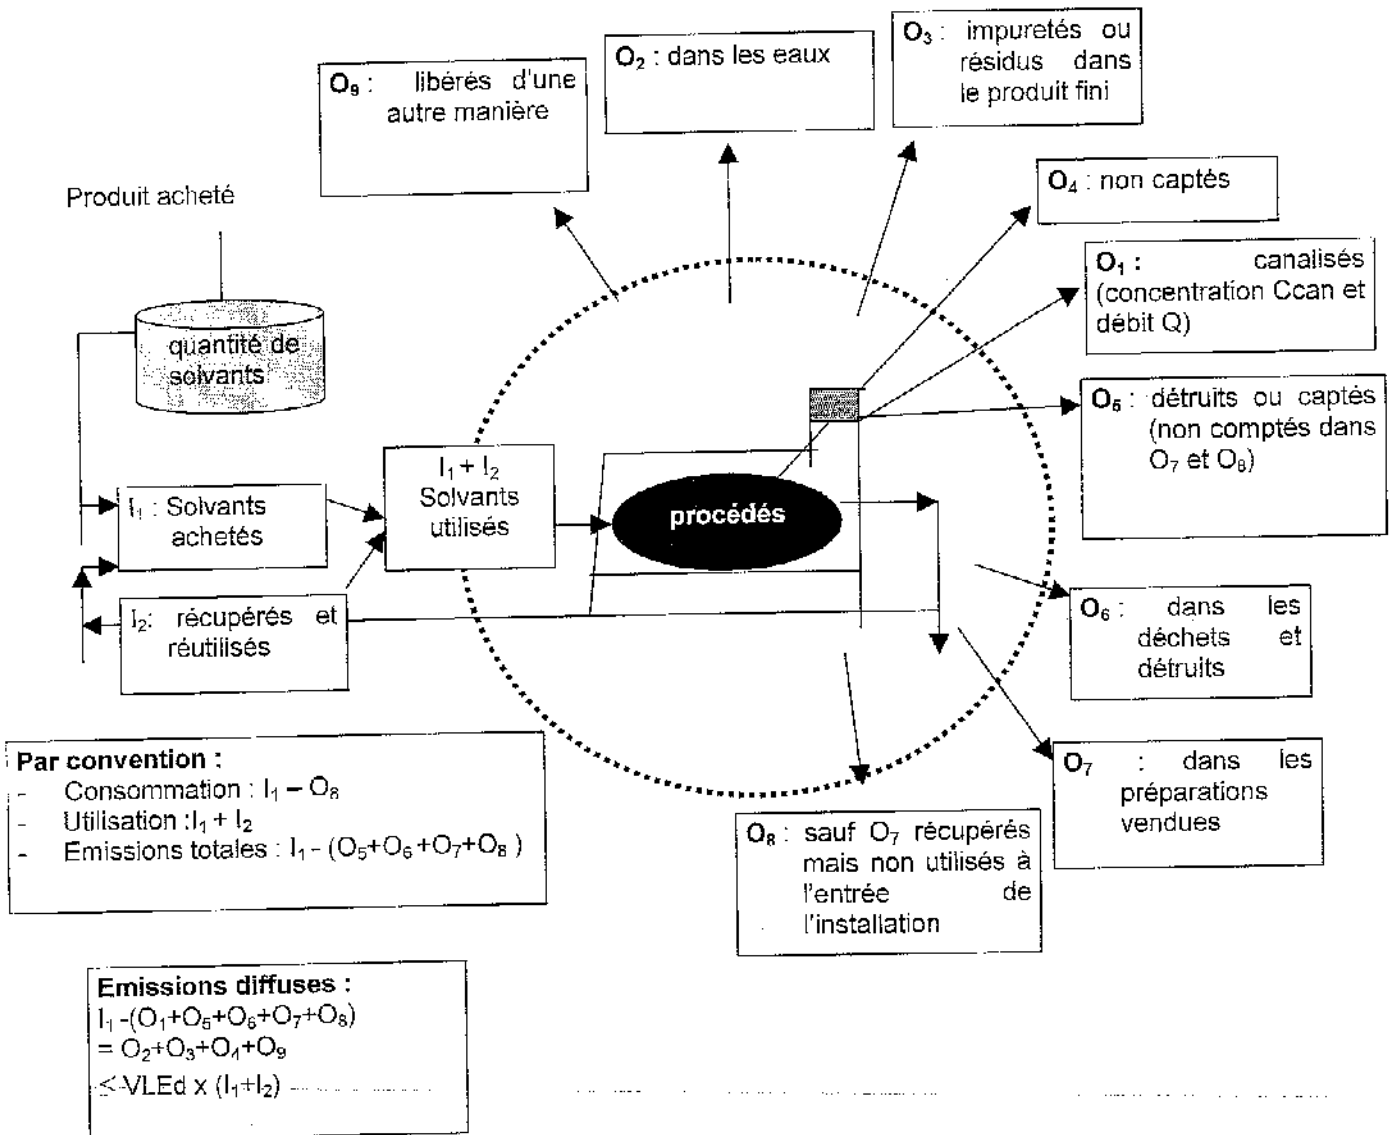 O₉ : libérés d'une
autre manière
O₂ : dans les eaux
O₃ : impuretés ou
résidus dans
le produit fini
Produit acheté
O₄ : non captés
O₁ : canalisés
(concentration Ccan et
débit Q)
quantité de
solvants
O₅ : détruits ou captés
(non comptés dans
O₇ et O₈)
I₁ : Solvants
achetés
I₁ + I₂
Solvants
utilisés
procédés
I₂: récupérés et
réutilisés
O₆ : dans les
déchets et
détruits
O₇ : dans les
préparations
vendues
O₈ : sauf O₇ récupérés
mais non utilisés à
l'entrée de
l'installation
Par convention :
- Consommation : I₁ – O₈
- Utilisation :I₁ + I₂
- Emissions totales : I₁ - (O₅+O₆+O₇+O₈ )
Emissions diffuses :
I₁ -(O₁+O₅+O₆+O₇+O₈)
= O₂+O₃+O₄+O₉
≤ VLEd x (I₁+I₂)